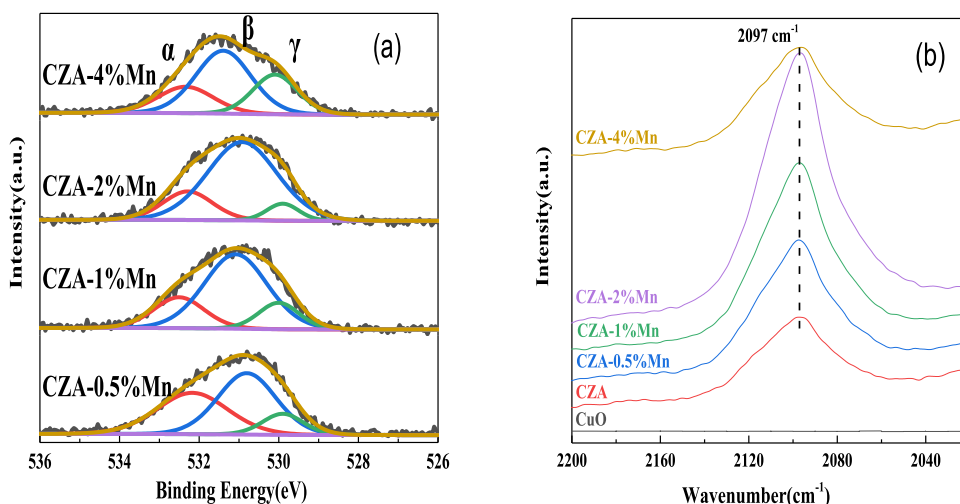 α
β
γ
(a)
CZA-4%Mn
CZA-2%Mn
CZA-1%Mn
CZA-0.5%Mn
Intensity(a.u.)
536
534
532
530
528
526
Binding Energy(eV)
2097 cm-1
(b)
CZA-4%Mn
CZA-2%Mn
CZA-1%Mn
CZA-0.5%Mn
CZA
CuO
Intensity(a.u.)
2200
2160
2120
2080
2040
Wavenumber(cm-1)